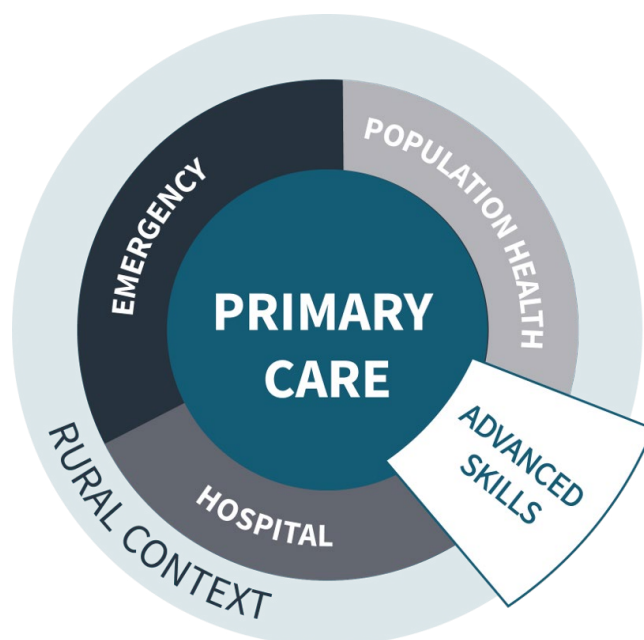 EMERGENCY
POPULATION HEALTH
PRIMARY
CARE
ADVANCED
SKILLS
HOSPITAL
RURAL CONTEXT